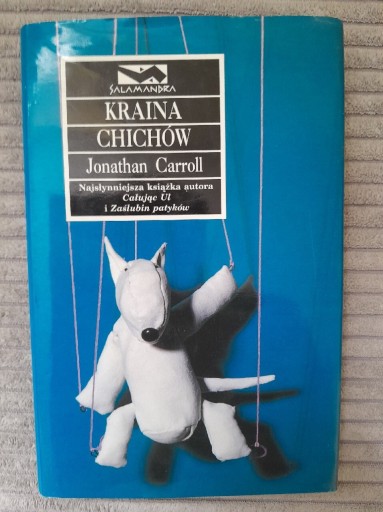 SALAMANDRA
KRAINA
CHICHÓW
Jonathan Carroll
Najsłynniejsza książka autora
Całując Ul
i Zaślubin patyków